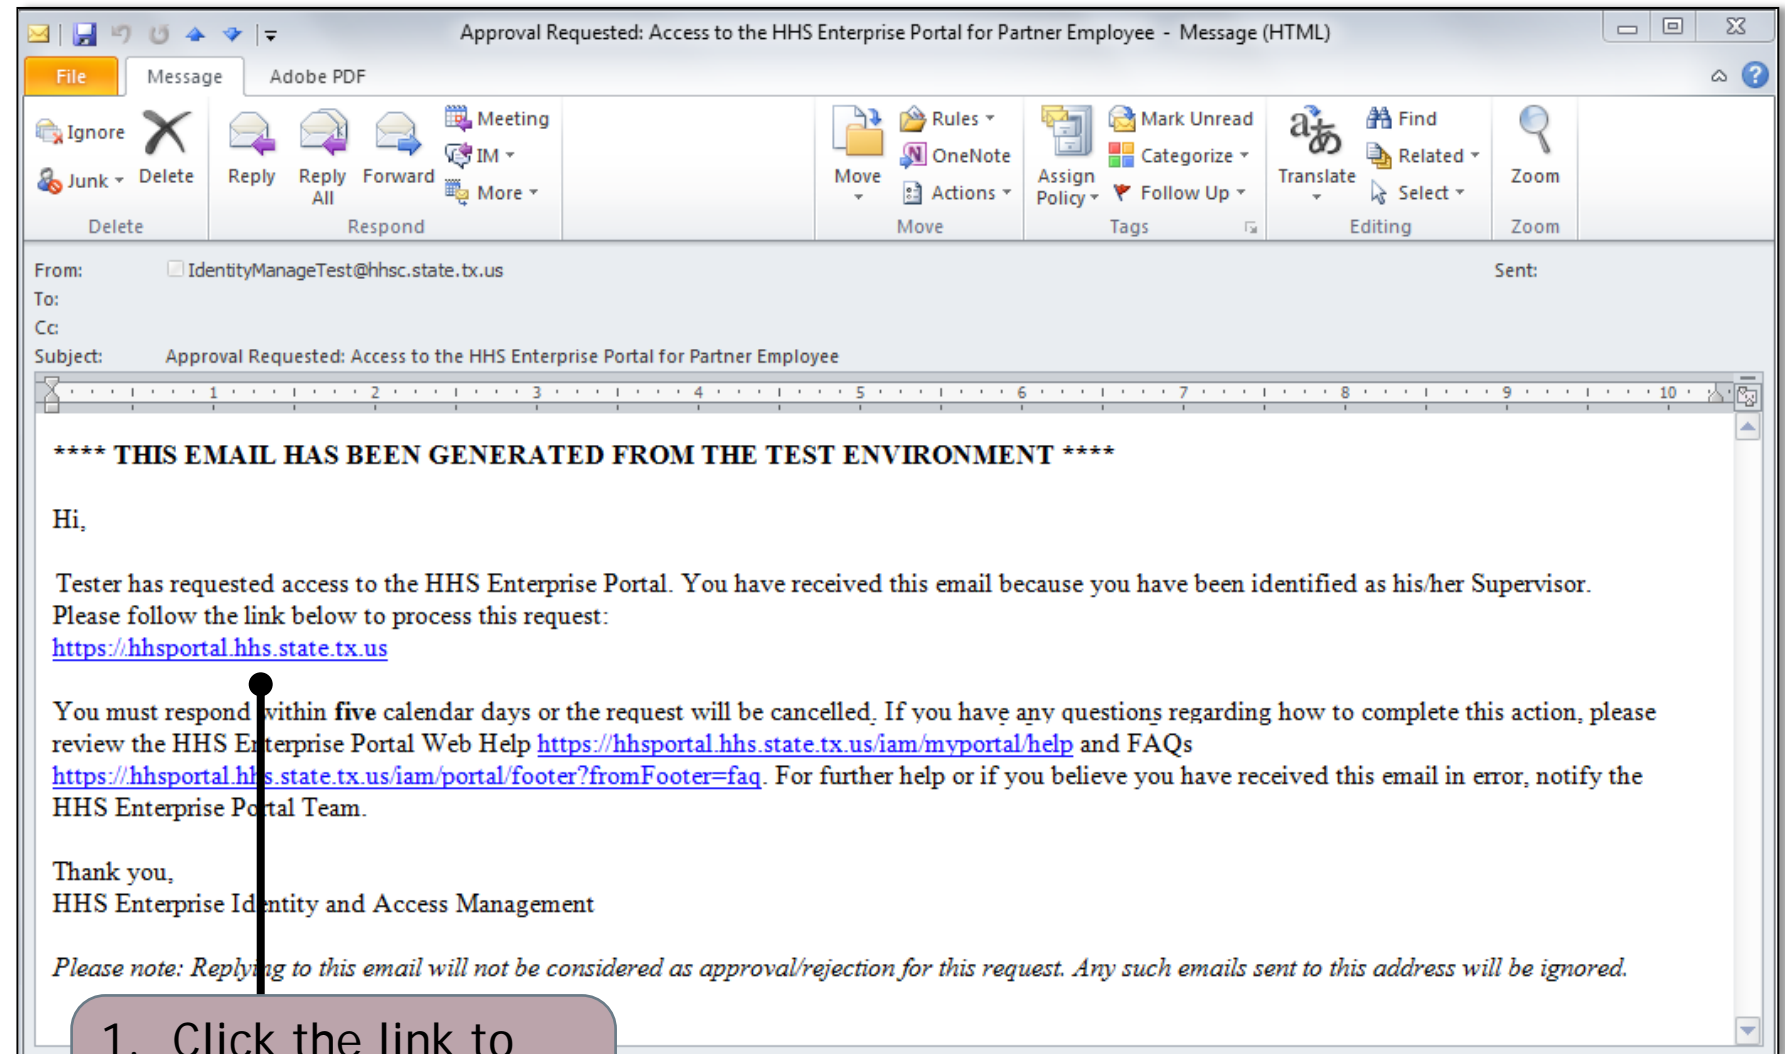 Approval Requested: Access to the HHS Enterprise Portal for Partner Employee - Message (HTML)
File Message Adobe PDF
Ignore
Junk
Delete
Delete
Reply
Reply All
Forward
Meeting
IM
More
Respond
Move
Rules
OneNote
Actions
Move
Assign Policy
Mark Unread
Categorize
Follow Up
Tags
Translate
Find
Related
Select
Editing
Zoom
Zoom
From: IdentityManageTest@hhsc.state.tx.us Sent:
To:
Cc:
Subject: Approval Requested: Access to the HHS Enterprise Portal for Partner Employee
1 2 3 4 5 6 7 8 9 10
**** THIS EMAIL HAS BEEN GENERATED FROM THE TEST ENVIRONMENT ****
Hi,
Tester has requested access to the HHS Enterprise Portal. You have received this email because you have been identified as his/her Supervisor.
Please follow the link below to process this request:
https://hhsportal.hhs.state.tx.us
You must respond within five calendar days or the request will be cancelled. If you have any questions regarding how to complete this action, please
review the HHS Enterprise Portal Web Help https://hhsportal.hhs.state.tx.us/iam/myportal/help and FAQs
https://hhsportal.hhs.state.tx.us/iam/portal/footer?fromFooter=faq. For further help or if you believe you have received this email in error, notify the
HHS Enterprise Portal Team.
Thank you,
HHS Enterprise Identity and Access Management
Please note: Replying to this email will not be considered as approval/rejection for this request. Any such emails sent to this address will be ignored.
1. Click the link to